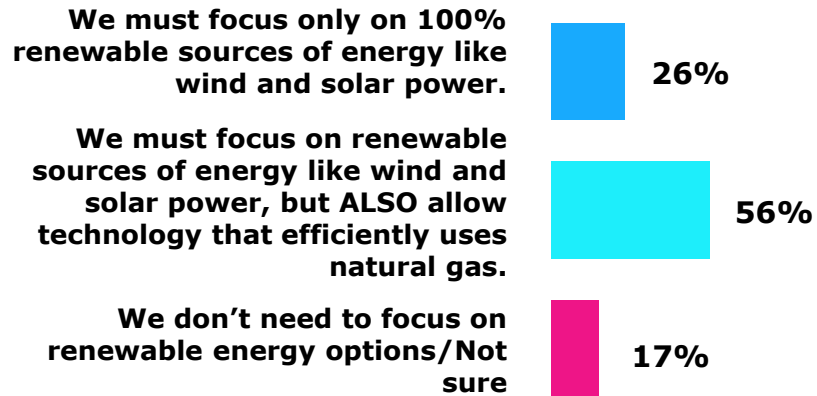 We must focus only on 100%
renewable sources of energy like
wind and solar power.
26%
We must focus on renewable
sources of energy like wind and
solar power, but ALSO allow
technology that efficiently uses
natural gas.
56%
We don’t need to focus on
renewable energy options/Not
sure
17%